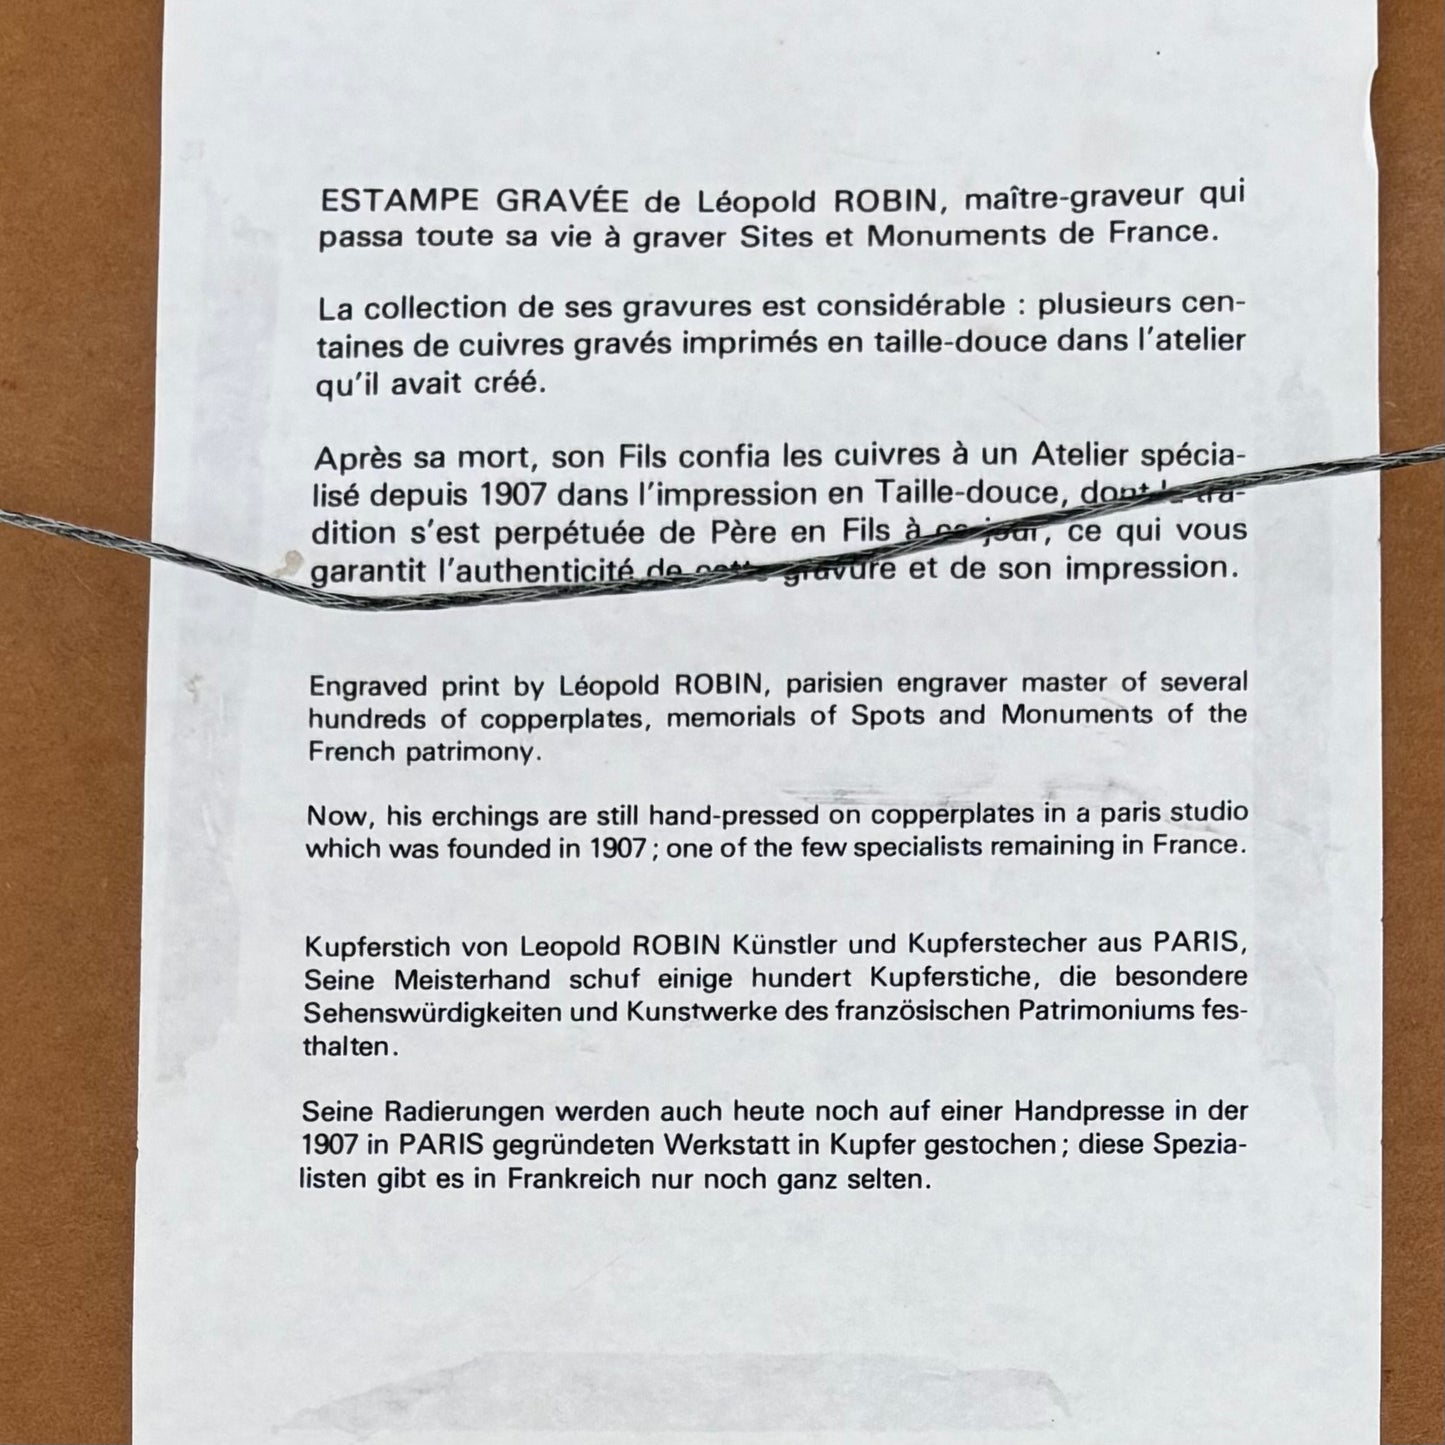 ESTAMPE GRAVÉE de Léopold ROBIN, maître-graveur qui
passa toute sa vie à graver Sites et Monuments de France.
La collection de ses gravures est considérable : plusieurs cen-
taines de cuivres gravés imprimés en taille-douce dans l'atelier
qu'il avait créé.
Après sa mort, son Fils confia les cuivres à un Atelier spécia-
lisé depuis 1907 dans l'impression en Taille-douce, dont la tra-
dition s'est perpétuée de Père en Fils à ce jour, ce qui vous
garantit l'authenticité de cette gravure et de son impression.
Engraved print by Léopold ROBIN, parisien engraver master of several
hundreds of copperplates, memorials of Spots and Monuments of the
French patrimony.
Now, his erchings are still hand-pressed on copperplates in a paris studio
which was founded in 1907 ; one of the few specialists remaining in France.
Kupferstich von Leopold ROBIN Künstler und Kupferstecher aus PARIS,
Seine Meisterhand schuf einige hundert Kupferstiche, die besondere
Sehenswürdigkeiten und Kunstwerke des französischen Patrimoniums fes-
thalten.
Seine Radierungen werden auch heute noch auf einer Handpresse in der
1907 in PARIS gegründeten Werkstatt in Kupfer gestochen ; diese Spezia-
listen gibt es in Frankreich nur noch ganz selten.